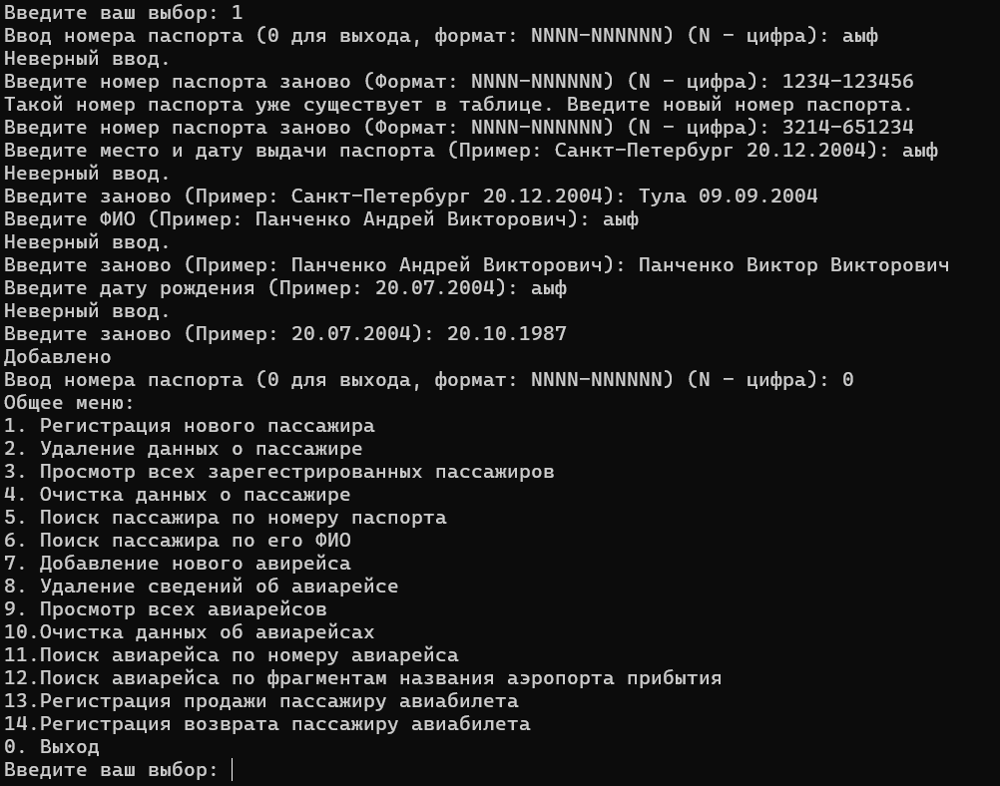 Введите ваш выбор: 1
Ввод номера паспорта (0 для выхода, формат: NNNN-NNNNNN) (N - цифра): аыф
Неверный ввод.
Введите номер паспорта заново (Формат: NNNN-NNNNNN) (N - цифра): 1234-123456
Такой номер паспорта уже существует в таблице. Введите новый номер паспорта.
Введите номер паспорта заново (Формат: NNNN-NNNNNN) (N - цифра): 3214-651234
Введите место и дату выдачи паспорта (Пример: Санкт-Петербург 20.12.2004): аыф
Неверный ввод.
Введите заново (Пример: Санкт-Петербург 20.12.2004): Тула 09.09.2004
Введите ФИО (Пример: Панченко Андрей Викторович): аыф
Неверный ввод.
Введите заново (Пример: Панченко Андрей Викторович): Панченко Виктор Викторович
Введите дату рождения (Пример: 20.07.2004): аыф
Неверный ввод.
Введите заново (Пример: 20.07.2004): 20.10.1987
Добавлено
Ввод номера паспорта (0 для выхода, формат: NNNN-NNNNNN) (N - цифра): 0
Общее меню:
1. Регистрация нового пассажира
2. Удаление данных о пассажире
3. Просмотр всех зарегестрированных пассажиров
4. Очистка данных о пассажире
5. Поиск пассажира по номеру паспорта
6. Поиск пассажира по его ФИО
7. Добавление нового авирейса
8. Удаление сведений об авиарейсе
9. Просмотр всех авиарейсов
10.Очистка данных об авиарейсах
11.Поиск авиарейса по номеру авиарейса
12.Поиск авиарейса по фрагментам названия аэропорта прибытия
13.Регистрация продажи пассажиру авиабилета
14.Регистрация возврата пассажиру авиабилета
0. Выход
Введите ваш выбор: